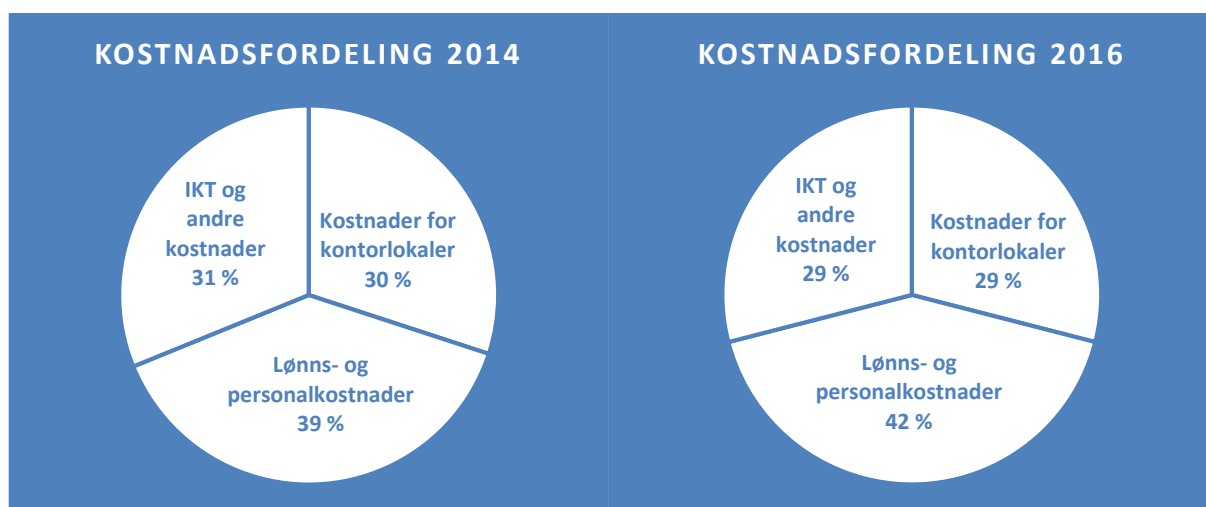 KOSTNADSFORDELING 2014
IKT og
andre
kostnader
31 %
Kostnader for
kontorlokaler
30 %
Lønns- og
personalkostnader
39 %
KOSTNADSFORDELING 2016
IKT og
andre
kostnader
29 %
Kostnader for
kontorlokaler
29 %
Lønns- og
personalkostnader
42 %